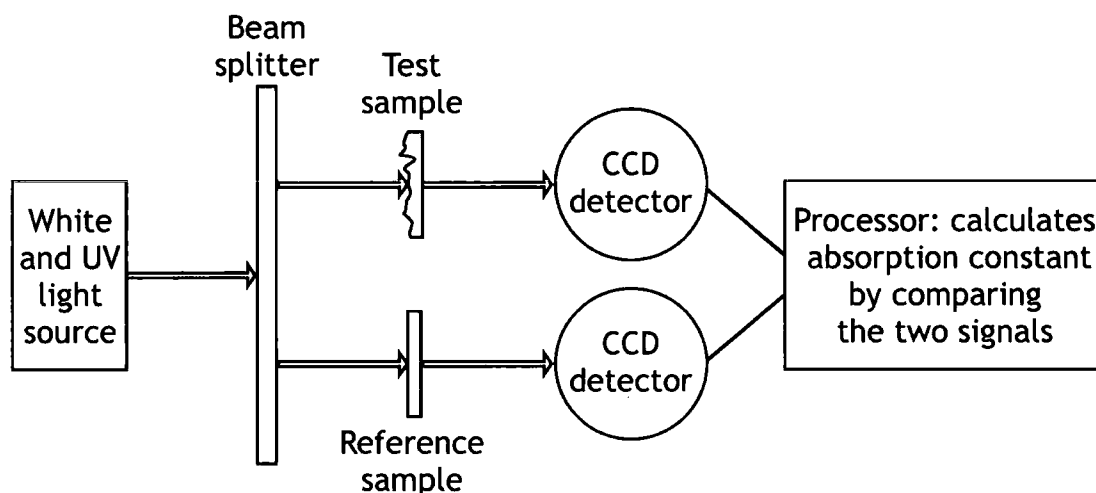 Beam
splitter
Test
sample
White
and UV
light
source
CCD
detector
Processor: calculates
absorption constant
by comparing
the two signals
CCD
detector
Reference
sample